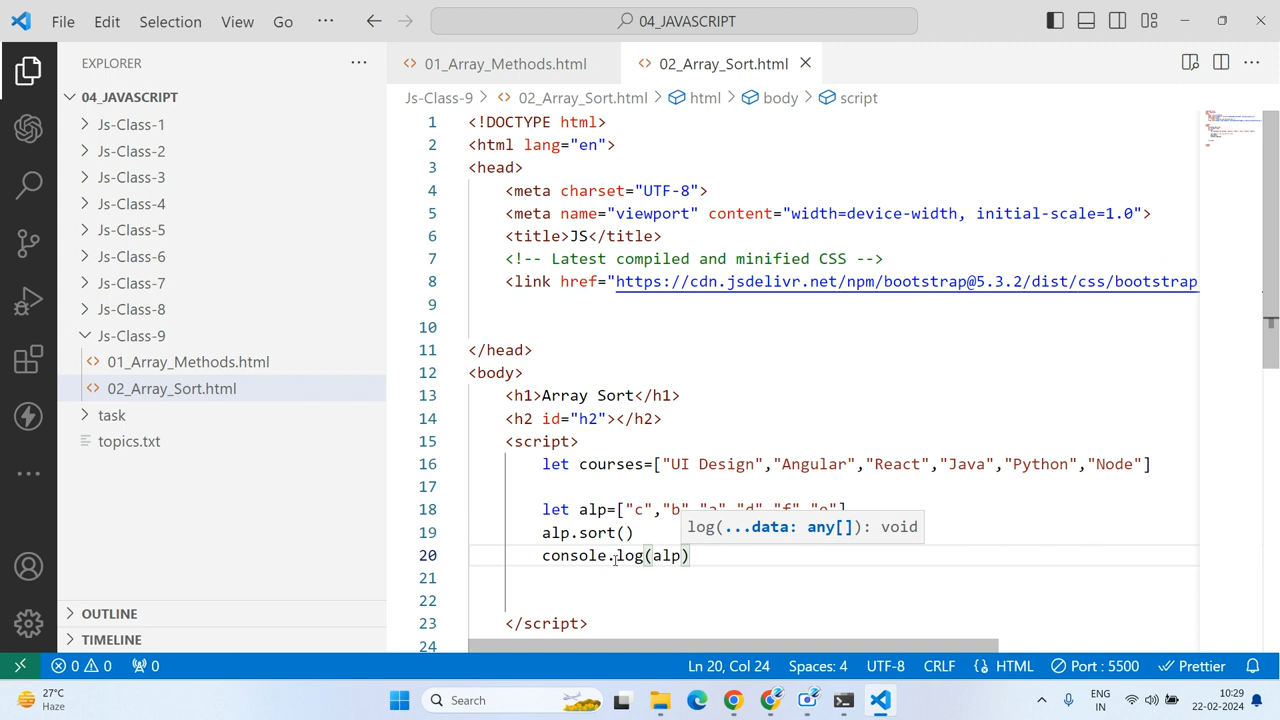 File Edit Selection View Go ··· 04_JAVASCRIPT
EXPLORER ···
04_JAVASCRIPT
Js-Class-1
Js-Class-2
Js-Class-3
Js-Class-4
Js-Class-5
Js-Class-6
Js-Class-7
Js-Class-8
Js-Class-9
01_Array_Methods.html
02_Array_Sort.html
task
topics.txt
OUTLINE
TIMELINE
01_Array_Methods.html 02_Array_Sort.html
Js-Class-9 > 02_Array_Sort.html > html > body > script
1 <!DOCTYPE html>
2 <html lang="en">
3 <head>
4 <meta charset="UTF-8">
5 <meta name="viewport" content="width=device-width, initial-scale=1.0">
6 <title>JS</title>
7 <!-- Latest compiled and minified CSS -->
8 <link href="https://cdn.jsdelivr.net/npm/bootstrap@5.3.2/dist/css/bootstrap
9
10
11 </head>
12 <body>
13 <h1>Array Sort</h1>
14 <h2 id="h2"></h2>
15 <script>
16 let courses=["UI Design","Angular","React","Java","Python","Node"]
17
18 let alp=["c","b","a","d","f","e"]
log(...data: any[]): void
19 alp.sort()
20 console.log(alp)
21
22
23 </script>
24
0 0 0 Ln 20, Col 24 Spaces: 4 UTF-8 CRLF HTML Port : 5500 Prettier
27°C
Haze
Search
ENG
IN
10:29
22-02-2024